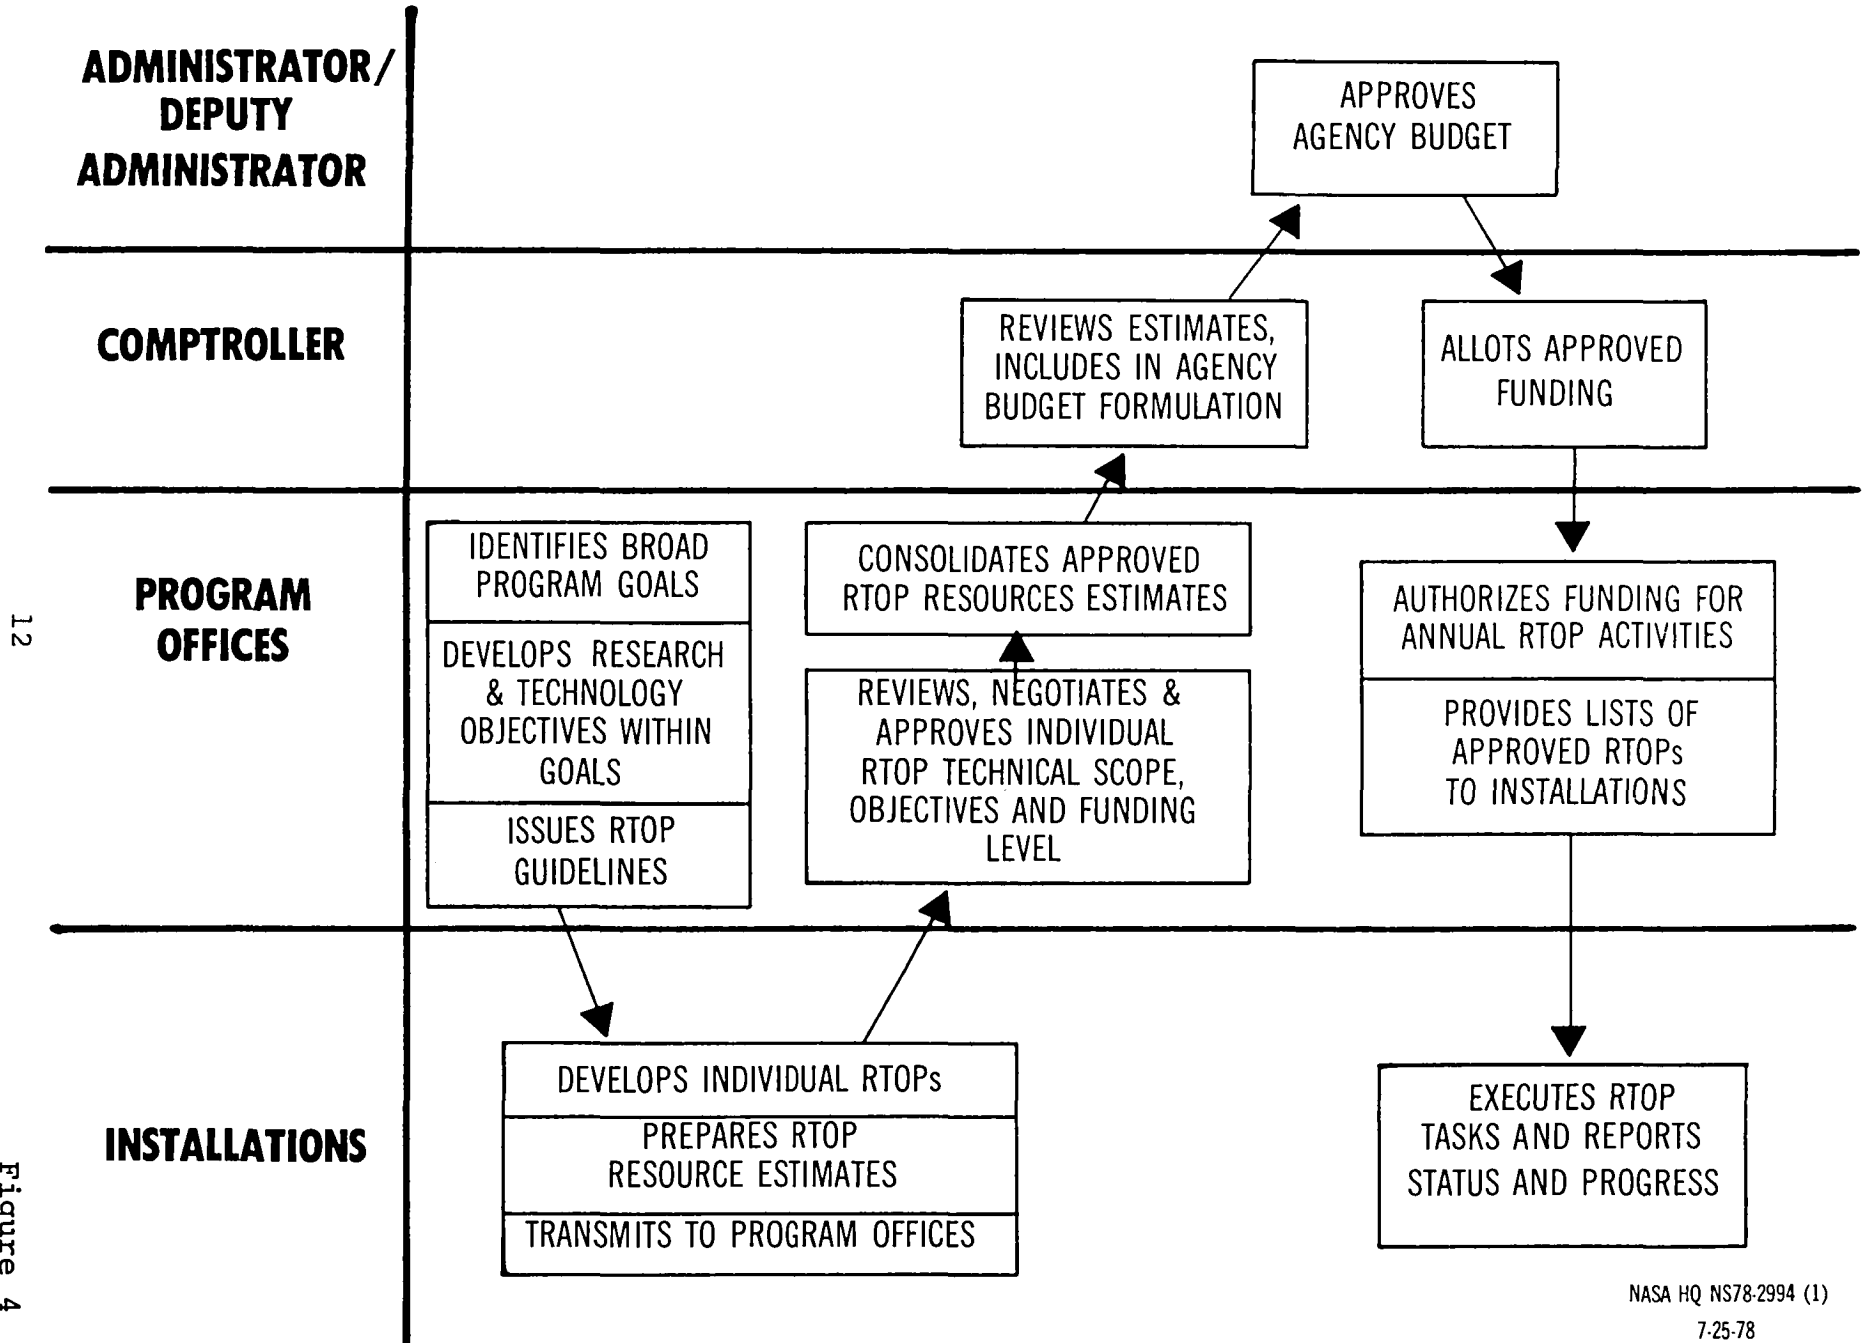 ADMINISTRATOR/
DEPUTY
ADMINISTRATOR
APPROVES
AGENCY BUDGET
COMPTROLLER
REVIEWS ESTIMATES,
INCLUDES IN AGENCY
BUDGET FORMULATION
ALLOTS APPROVED
FUNDING
PROGRAM
OFFICES
IDENTIFIES BROAD
PROGRAM GOALS
DEVELOPS RESEARCH
& TECHNOLOGY
OBJECTIVES WITHIN
GOALS
ISSUES RTOP
GUIDELINES
CONSOLIDATES APPROVED
RTOP RESOURCES ESTIMATES
REVIEWS, NEGOTIATES &
APPROVES INDIVIDUAL
RTOP TECHNICAL SCOPE,
OBJECTIVES AND FUNDING
LEVEL
AUTHORIZES FUNDING FOR
ANNUAL RTOP ACTIVITIES
PROVIDES LISTS OF
APPROVED RTOPs
TO INSTALLATIONS
INSTALLATIONS
DEVELOPS INDIVIDUAL RTOPs
PREPARES RTOP
RESOURCE ESTIMATES
TRANSMITS TO PROGRAM OFFICES
EXECUTES RTOP
TASKS AND REPORTS
STATUS AND PROGRESS
NASA HQ NS78-2994 (1)
7-25-78
12
Figure 4